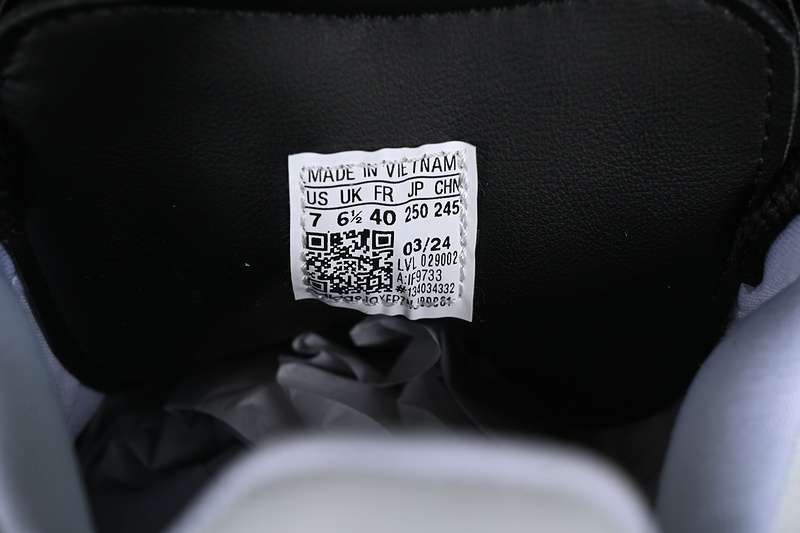 MADE IN VIETNAM
US UK FR JP CHN
7 6½ 40 250 245
03/24
LVL 029002
A:IF9733
#134034332